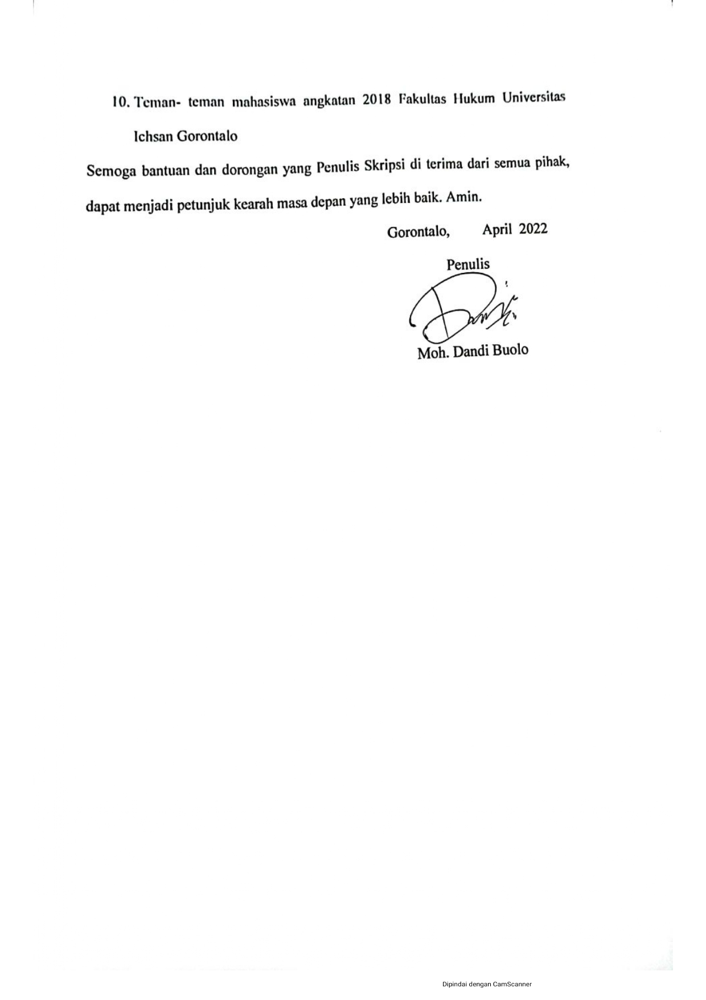 10. Teman- teman mahasiswa angkatan 2018 Fakultas Hukum Universitas
Ichsan Gorontalo
Semoga bantuan dan dorongan yang Penulis Skripsi di terima dari semua pihak,
dapat menjadi petunjuk kearah masa depan yang lebih baik. Amin.
Gorontalo, April 2022
Penulis
Moh. Dandi Buolo
Dipindai dengan CamScanner